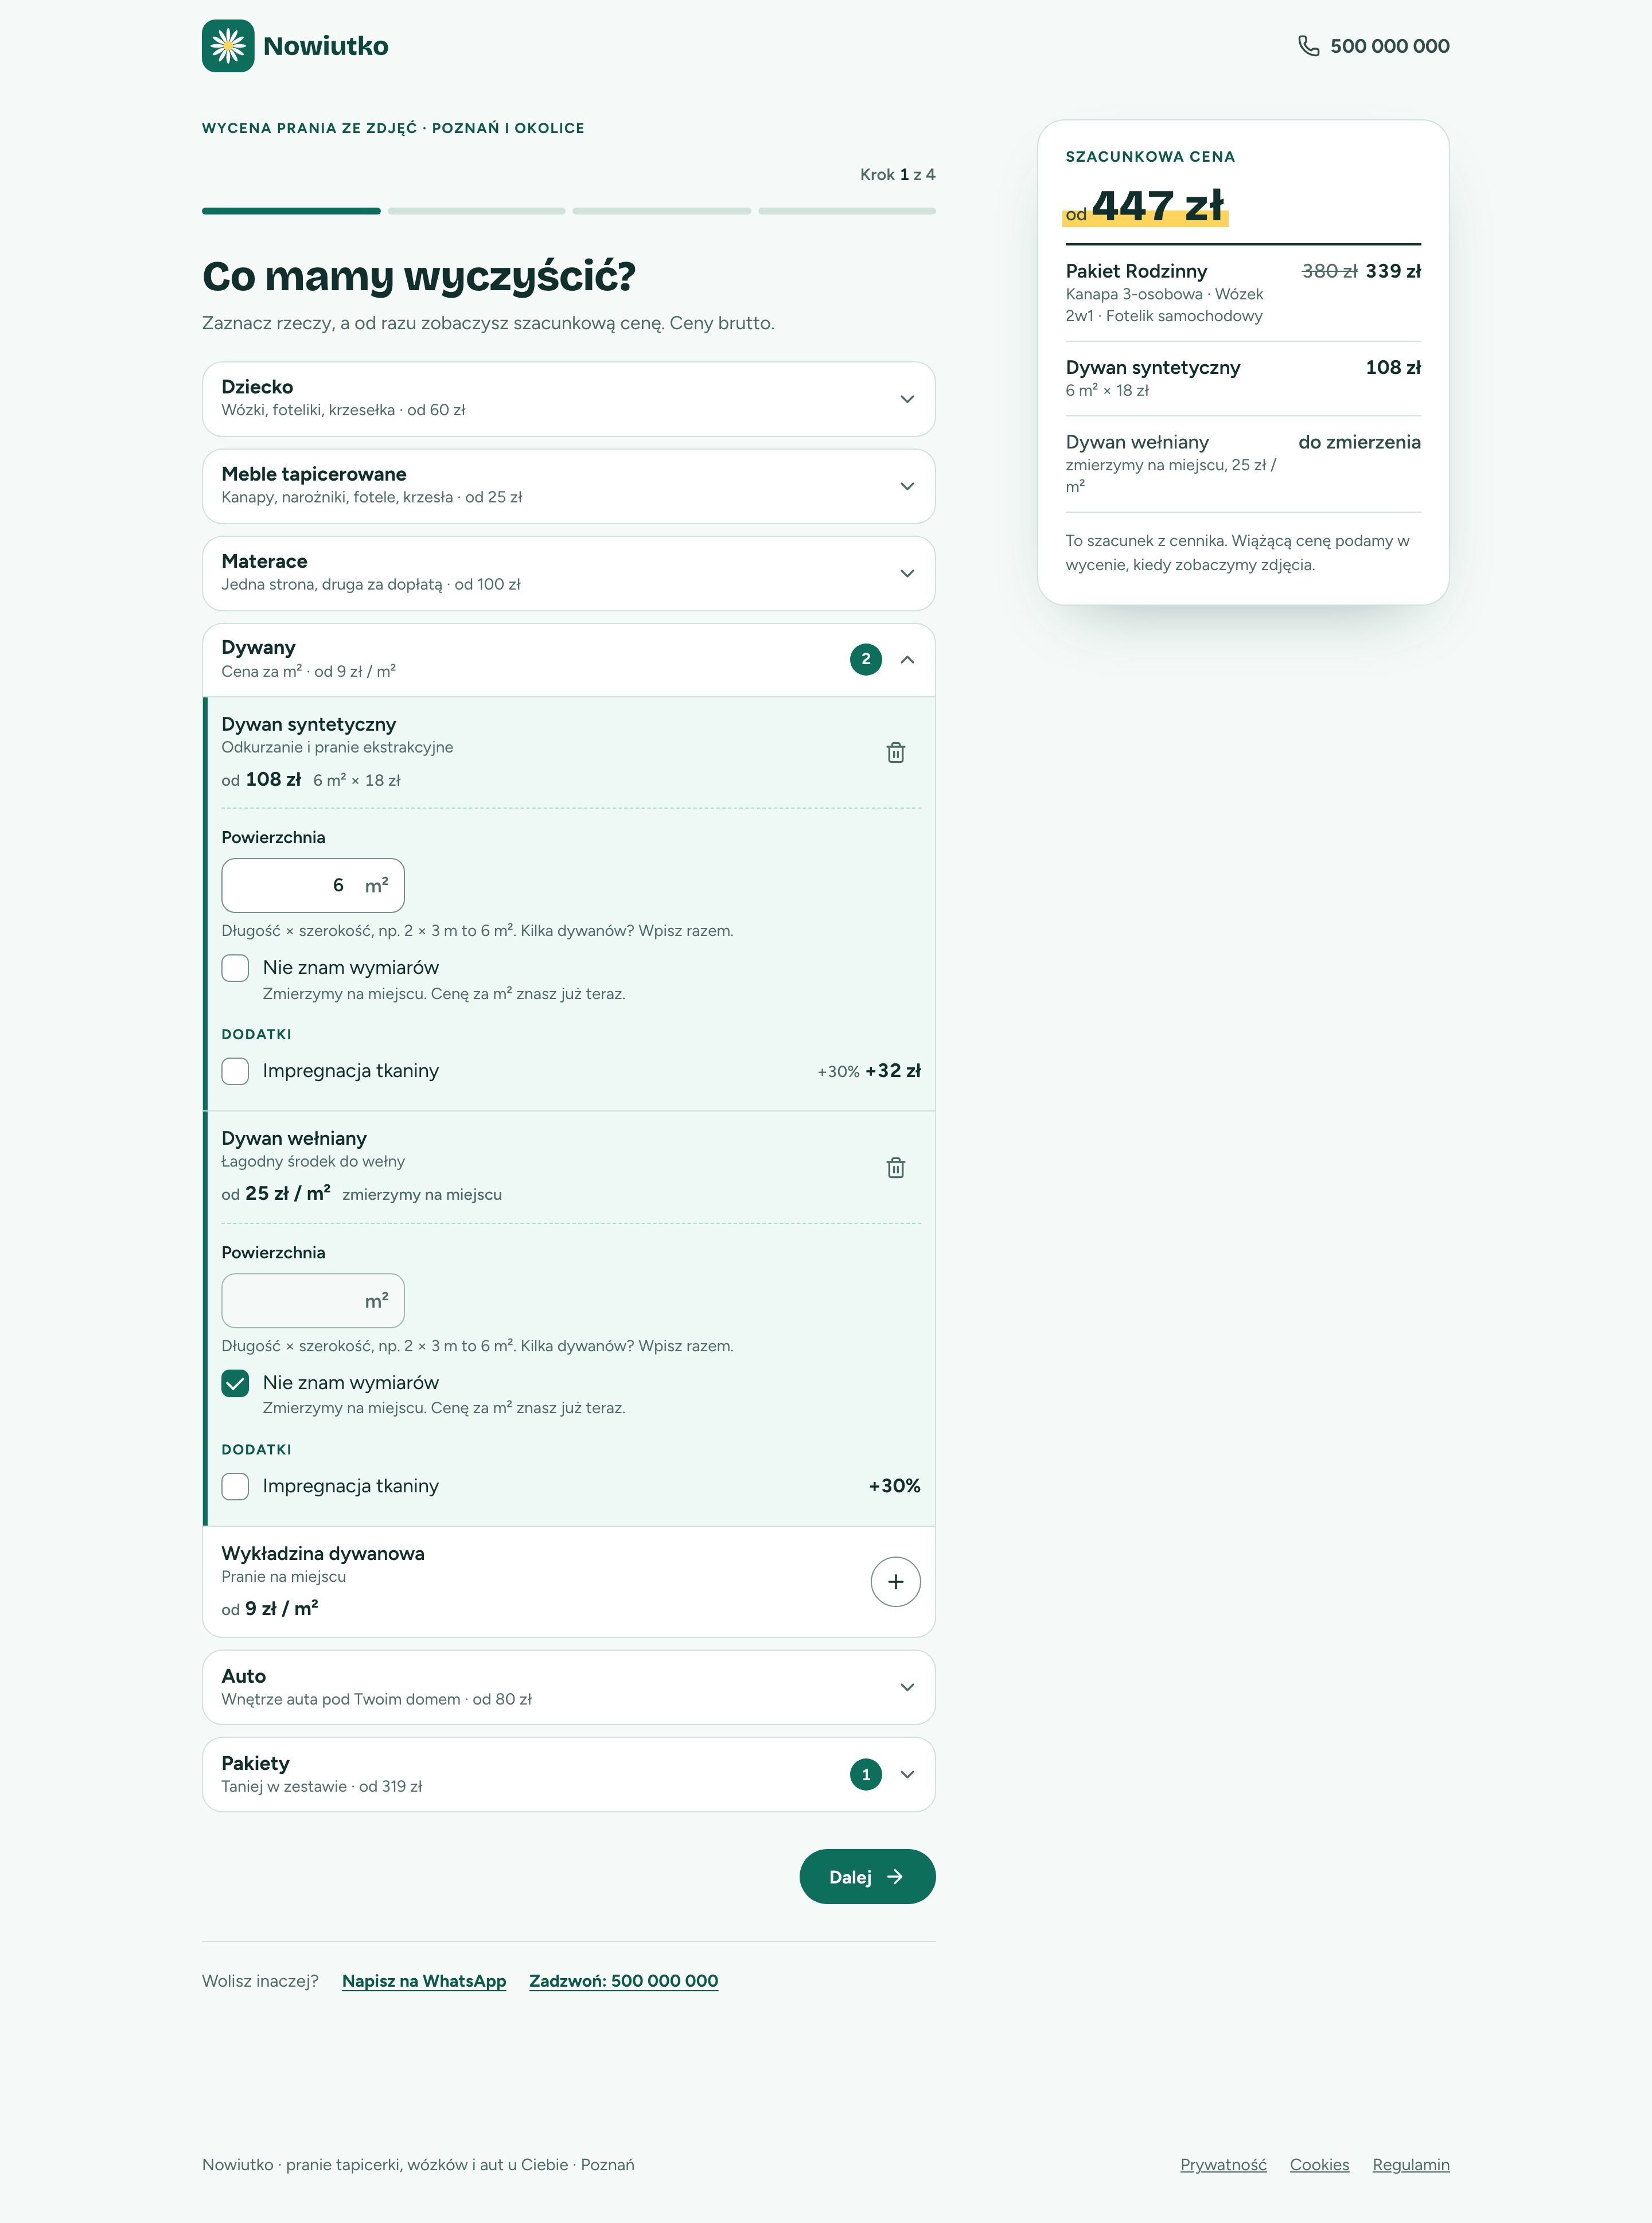 Nowiutko
500 000 000
WYCENA PRANIA ZE ZDJĘĆ · POZNAŃ I OKOLICE
Krok 1 z 4
Co mamy wyczyścić?
Zaznacz rzeczy, a od razu zobaczysz szacunkową cenę. Ceny brutto.
Dziecko
Wózki, foteliki, krzesełka · od 60 zł
Meble tapicerowane
Kanapy, narożniki, fotele, krzesła · od 25 zł
Materace
Jedna strona, druga za dopłatą · od 100 zł
Dywany
Cena za m² · od 9 zł / m²
2
Dywan syntetyczny
Odkurzanie i pranie ekstrakcyjne
od 108 zł 6 m² × 18 zł
Powierzchnia
6 m²
Długość × szerokość, np. 2 × 3 m to 6 m². Kilka dywanów? Wpisz razem.
Nie znam wymiarów
Zmierzymy na miejscu. Cenę za m² znasz już teraz.
DODATKI
Impregnacja tkaniny +30% +32 zł
Dywan wełniany
Łagodny środek do wełny
od 25 zł / m² zmierzymy na miejscu
Powierzchnia
m²
Długość × szerokość, np. 2 × 3 m to 6 m². Kilka dywanów? Wpisz razem.
Nie znam wymiarów
Zmierzymy na miejscu. Cenę za m² znasz już teraz.
DODATKI
Impregnacja tkaniny +30%
Wykładzina dywanowa
Pranie na miejscu
od 9 zł / m²
Auto
Wnętrze auta pod Twoim domem · od 80 zł
Pakiety
Taniej w zestawie · od 319 zł
1
Dalej
Wolisz inaczej? Napisz na WhatsApp Zadzwoń: 500 000 000
SZACUNKOWA CENA
od 447 zł
Pakiet Rodzinny 380 zł 339 zł
Kanapa 3-osobowa · Wózek
2w1 · Fotelik samochodowy
Dywan syntetyczny 108 zł
6 m² × 18 zł
Dywan wełniany do zmierzenia
zmierzymy na miejscu, 25 zł /
m²
To szacunek z cennika. Wiążącą cenę podamy w
wycenie, kiedy zobaczymy zdjęcia.
Nowiutko · pranie tapicerki, wózków i aut u Ciebie · Poznań
Prywatność Cookies Regulamin